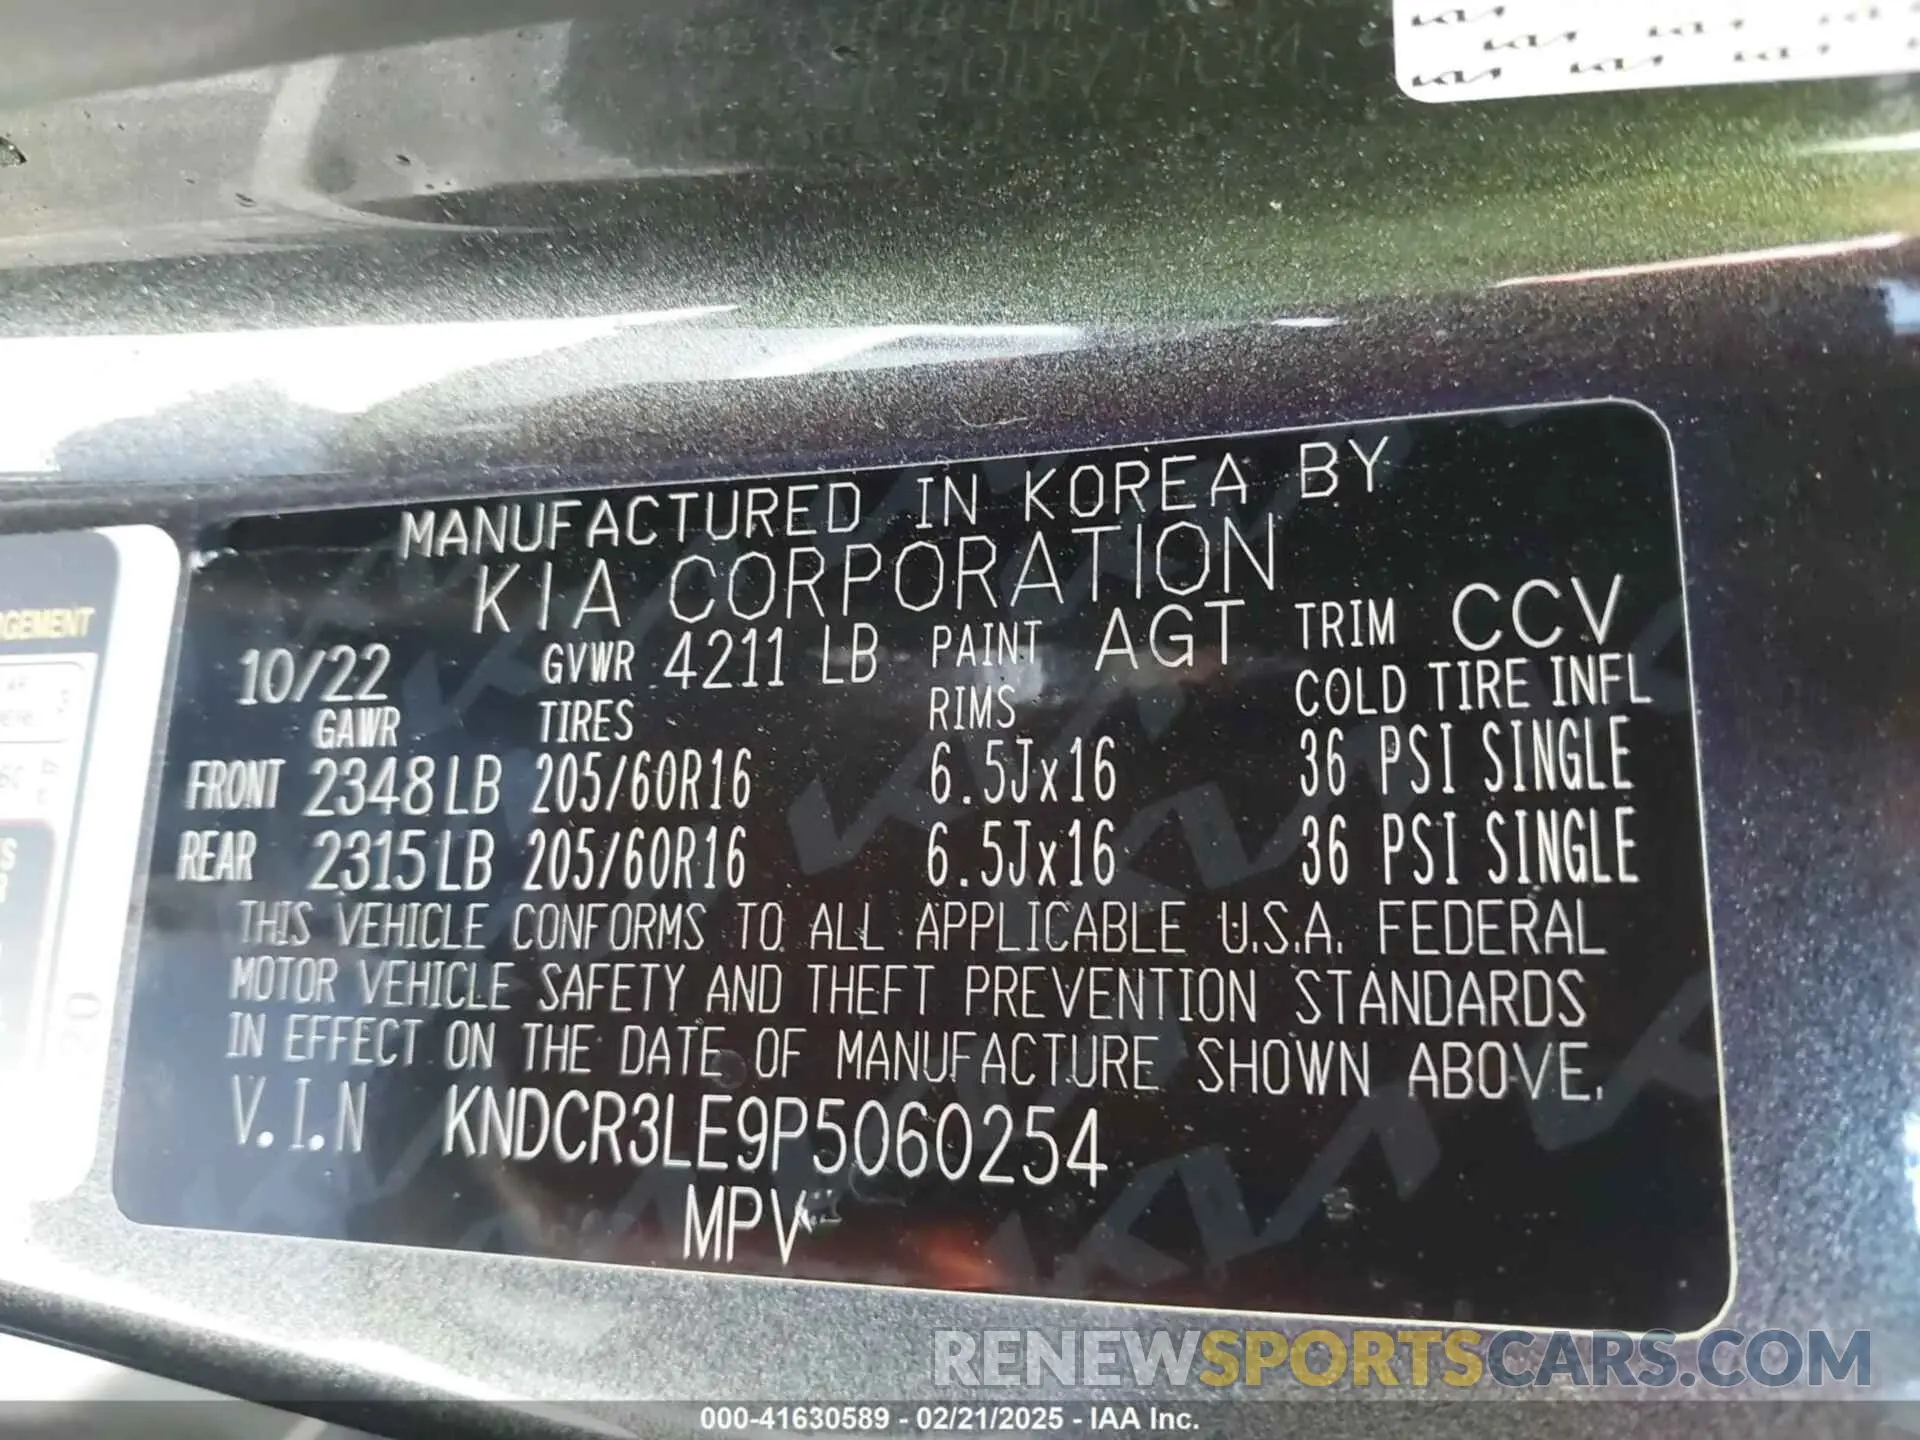 MANUFACTURED IN KOREA BY
KIA CORPORATION
10/22 GVWR 4211 LB PAINT AGT TRIM CCV
GAWR TIRES RIMS COLD TIRE INFL
FRONT 2348LB 205/60R16 6.5Jx16 36 PSI SINGLE
REAR 2315LB 205/60R16 6.5Jx16 36 PSI SINGLE
THIS VEHICLE CONFORMS TO ALL APPLICABLE U.S.A. FEDERAL
MOTOR VEHICLE SAFETY AND THEFT PREVENTION STANDARDS
IN EFFECT ON THE DATE OF MANUFACTURE SHOWN ABOVE.
V.I.N KNDCR3LE9P5060254
MPV
RENEWSPORTSCARS.COM
000-41630589 - 02/21/2025 - IAA Inc.